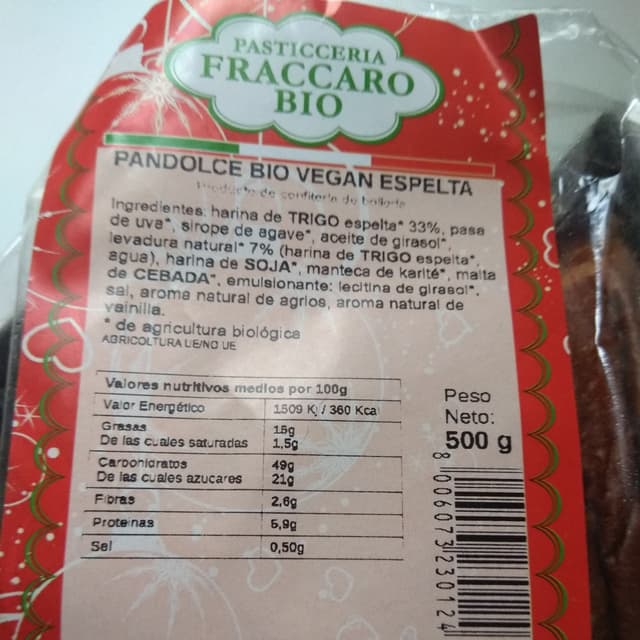 PASTICCERIA
FRACCARO
BIO
PANDOLCE BIO VEGAN ESPELTA
Producto de confitería de bollería
Ingredientes: harina de TRIGO espelta* 33%, pasa
de uva*, sirope de agave*, aceite de girasol*,
levadura natural* 7% (harina de TRIGO espelta*,
agua), harina de SOJA*, manteca de karité*, malta
de CEBADA*, emulsionante: lecitina de girasol*,
sal, aroma natural de agrios, aroma natural de
vainilla.
* de agricultura biológica
AGRICOLTURA UE/NO UE
Valores nutritivos medios por 100g
Valor Energético 1509 Kj / 360 Kcal
Grasas 15g
De las cuales saturadas 1,5g
Carbohidratos 49g
De las cuales azucares 21g
Fibras 2,6g
Proteinas 5,9g
Sal 0,50g
Peso
Neto:
500 g
8 006073 230124